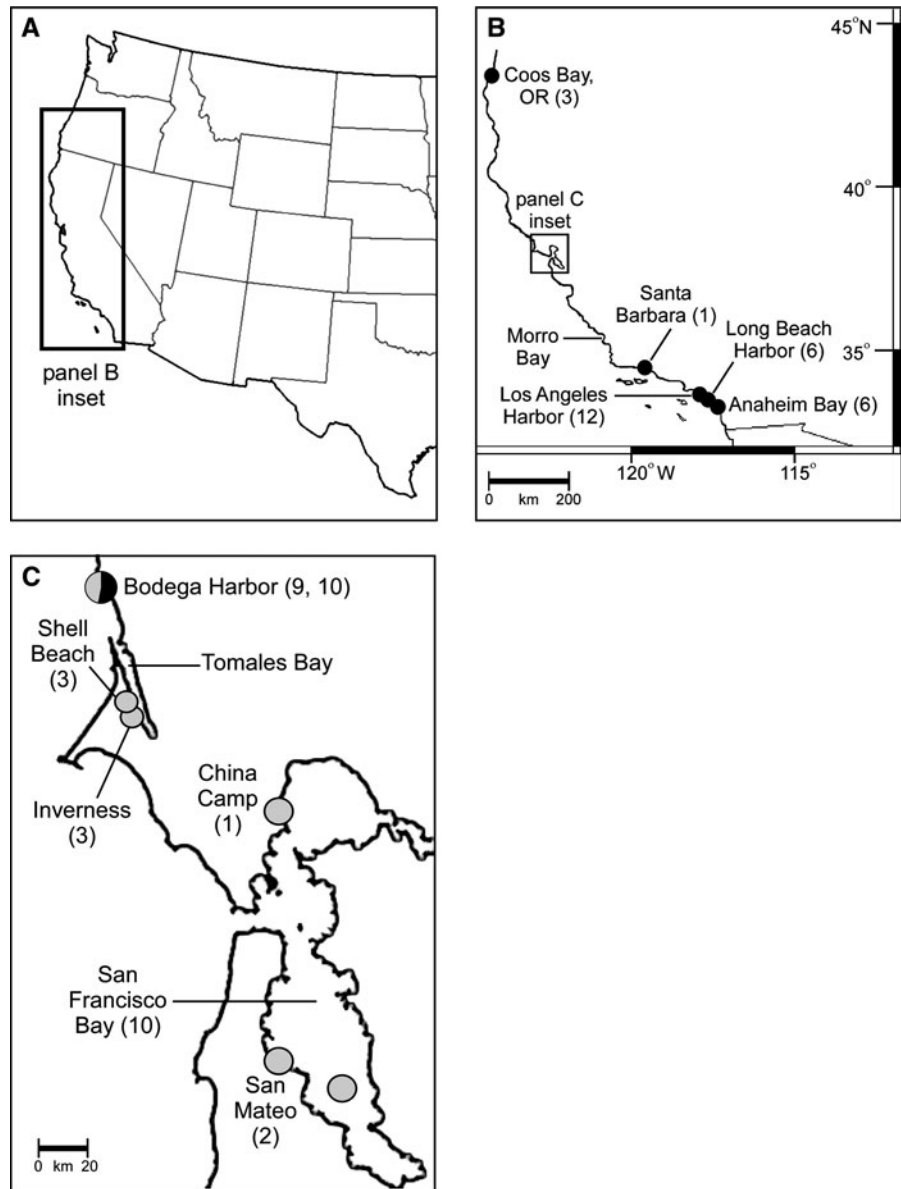 A
panel B
inset
B
45°N
Coos Bay,
OR (3)
40°
panel C
inset
Santa
Barbara (1)
Long Beach
Harbor (6)
Morro
Bay
35°
Los Angeles
Harbor (12)
Anaheim Bay (6)
120°W
115°
0 km 200
C
Bodega Harbor (9, 10)
Shell
Beach
(3)
Tomales Bay
Inverness
(3)
China
Camp
(1)
San
Francisco
Bay (10)
San
Mateo
(2)
0 km 20